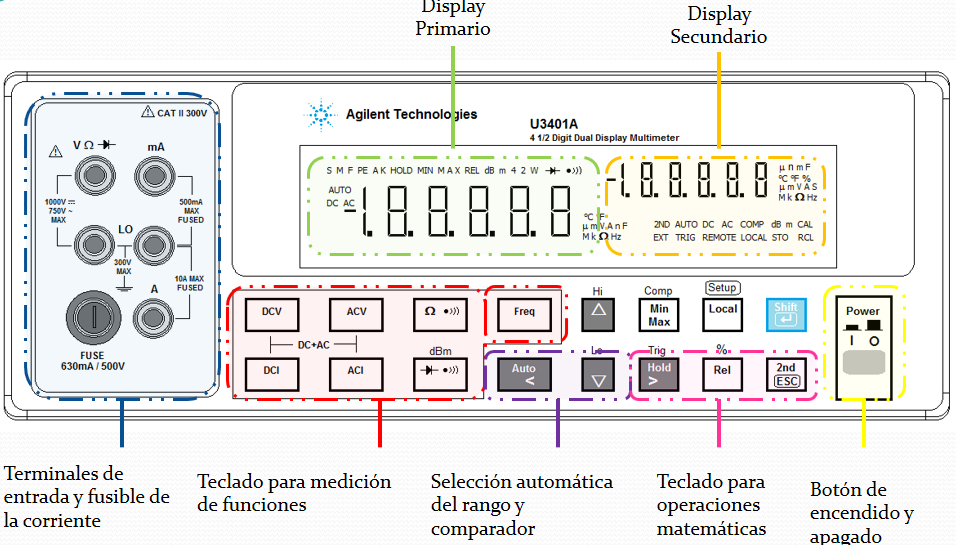 Display
Primario
Display
Secundario
CAT II 300V
Agilent Technologies
U3401A
4 1/2 Digit Dual Display Multimeter
V Ω
mA
1000V
750V ~
MAX
500mA
MAX
FUSED
LO
300V
MAX
10A MAX
FUSED
A
FUSE
630mA / 500V
S M F PE A K HOLD MIN M A X REL dB m 4 2 W
AUTO
DC AC
-1.8.8.8.8.8
°C °F
µ m V A n F
M k Ω Hz
-1.8.8.8.8.8
µ n m F
°C °F %
µ m V A S
M k Ω Hz
2ND AUTO DC AC COMP dB m CAL
EXT TRIG REMOTE LOCAL STO RCL
DCV
ACV
Ω
Freq
Hi
Comp
Min
Max
Setup
Local
Shift
Power
I O
DC+AC
dBm
Lo
Trig
%
DCI
ACI
Auto
<
Hold
>
Rel
2nd
ESC
Terminales de
entrada y fusible de
la corriente
Teclado para medición
de funciones
Selección automática
del rango y
comparador
Teclado para
operaciones
matemáticas
Botón de
encendido y
apagado